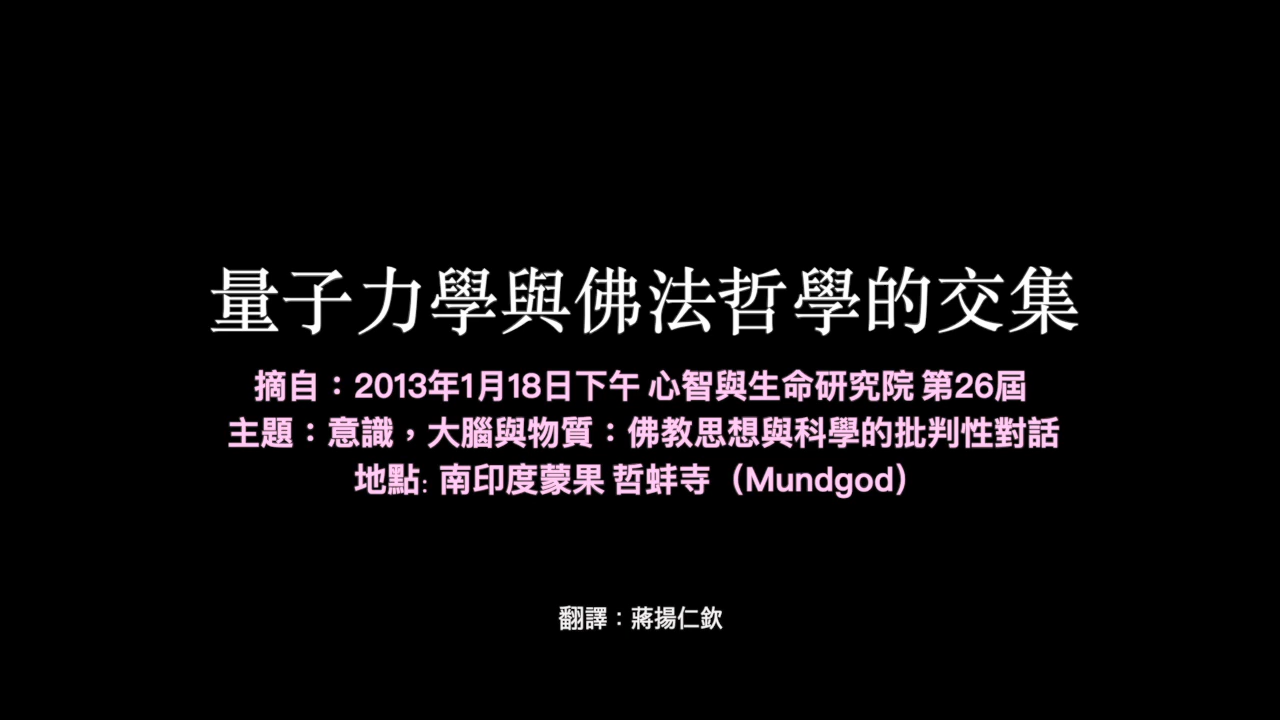 量子力學與佛法哲學的交集
摘自：2013年1月18日下午 心智與生命研究院 第26屆
主題：意識，大腦與物質：佛教思想與科學的批判性對話
地點: 南印度蒙果 哲蚌寺（Mundgod）
翻譯：蔣揚仁欽